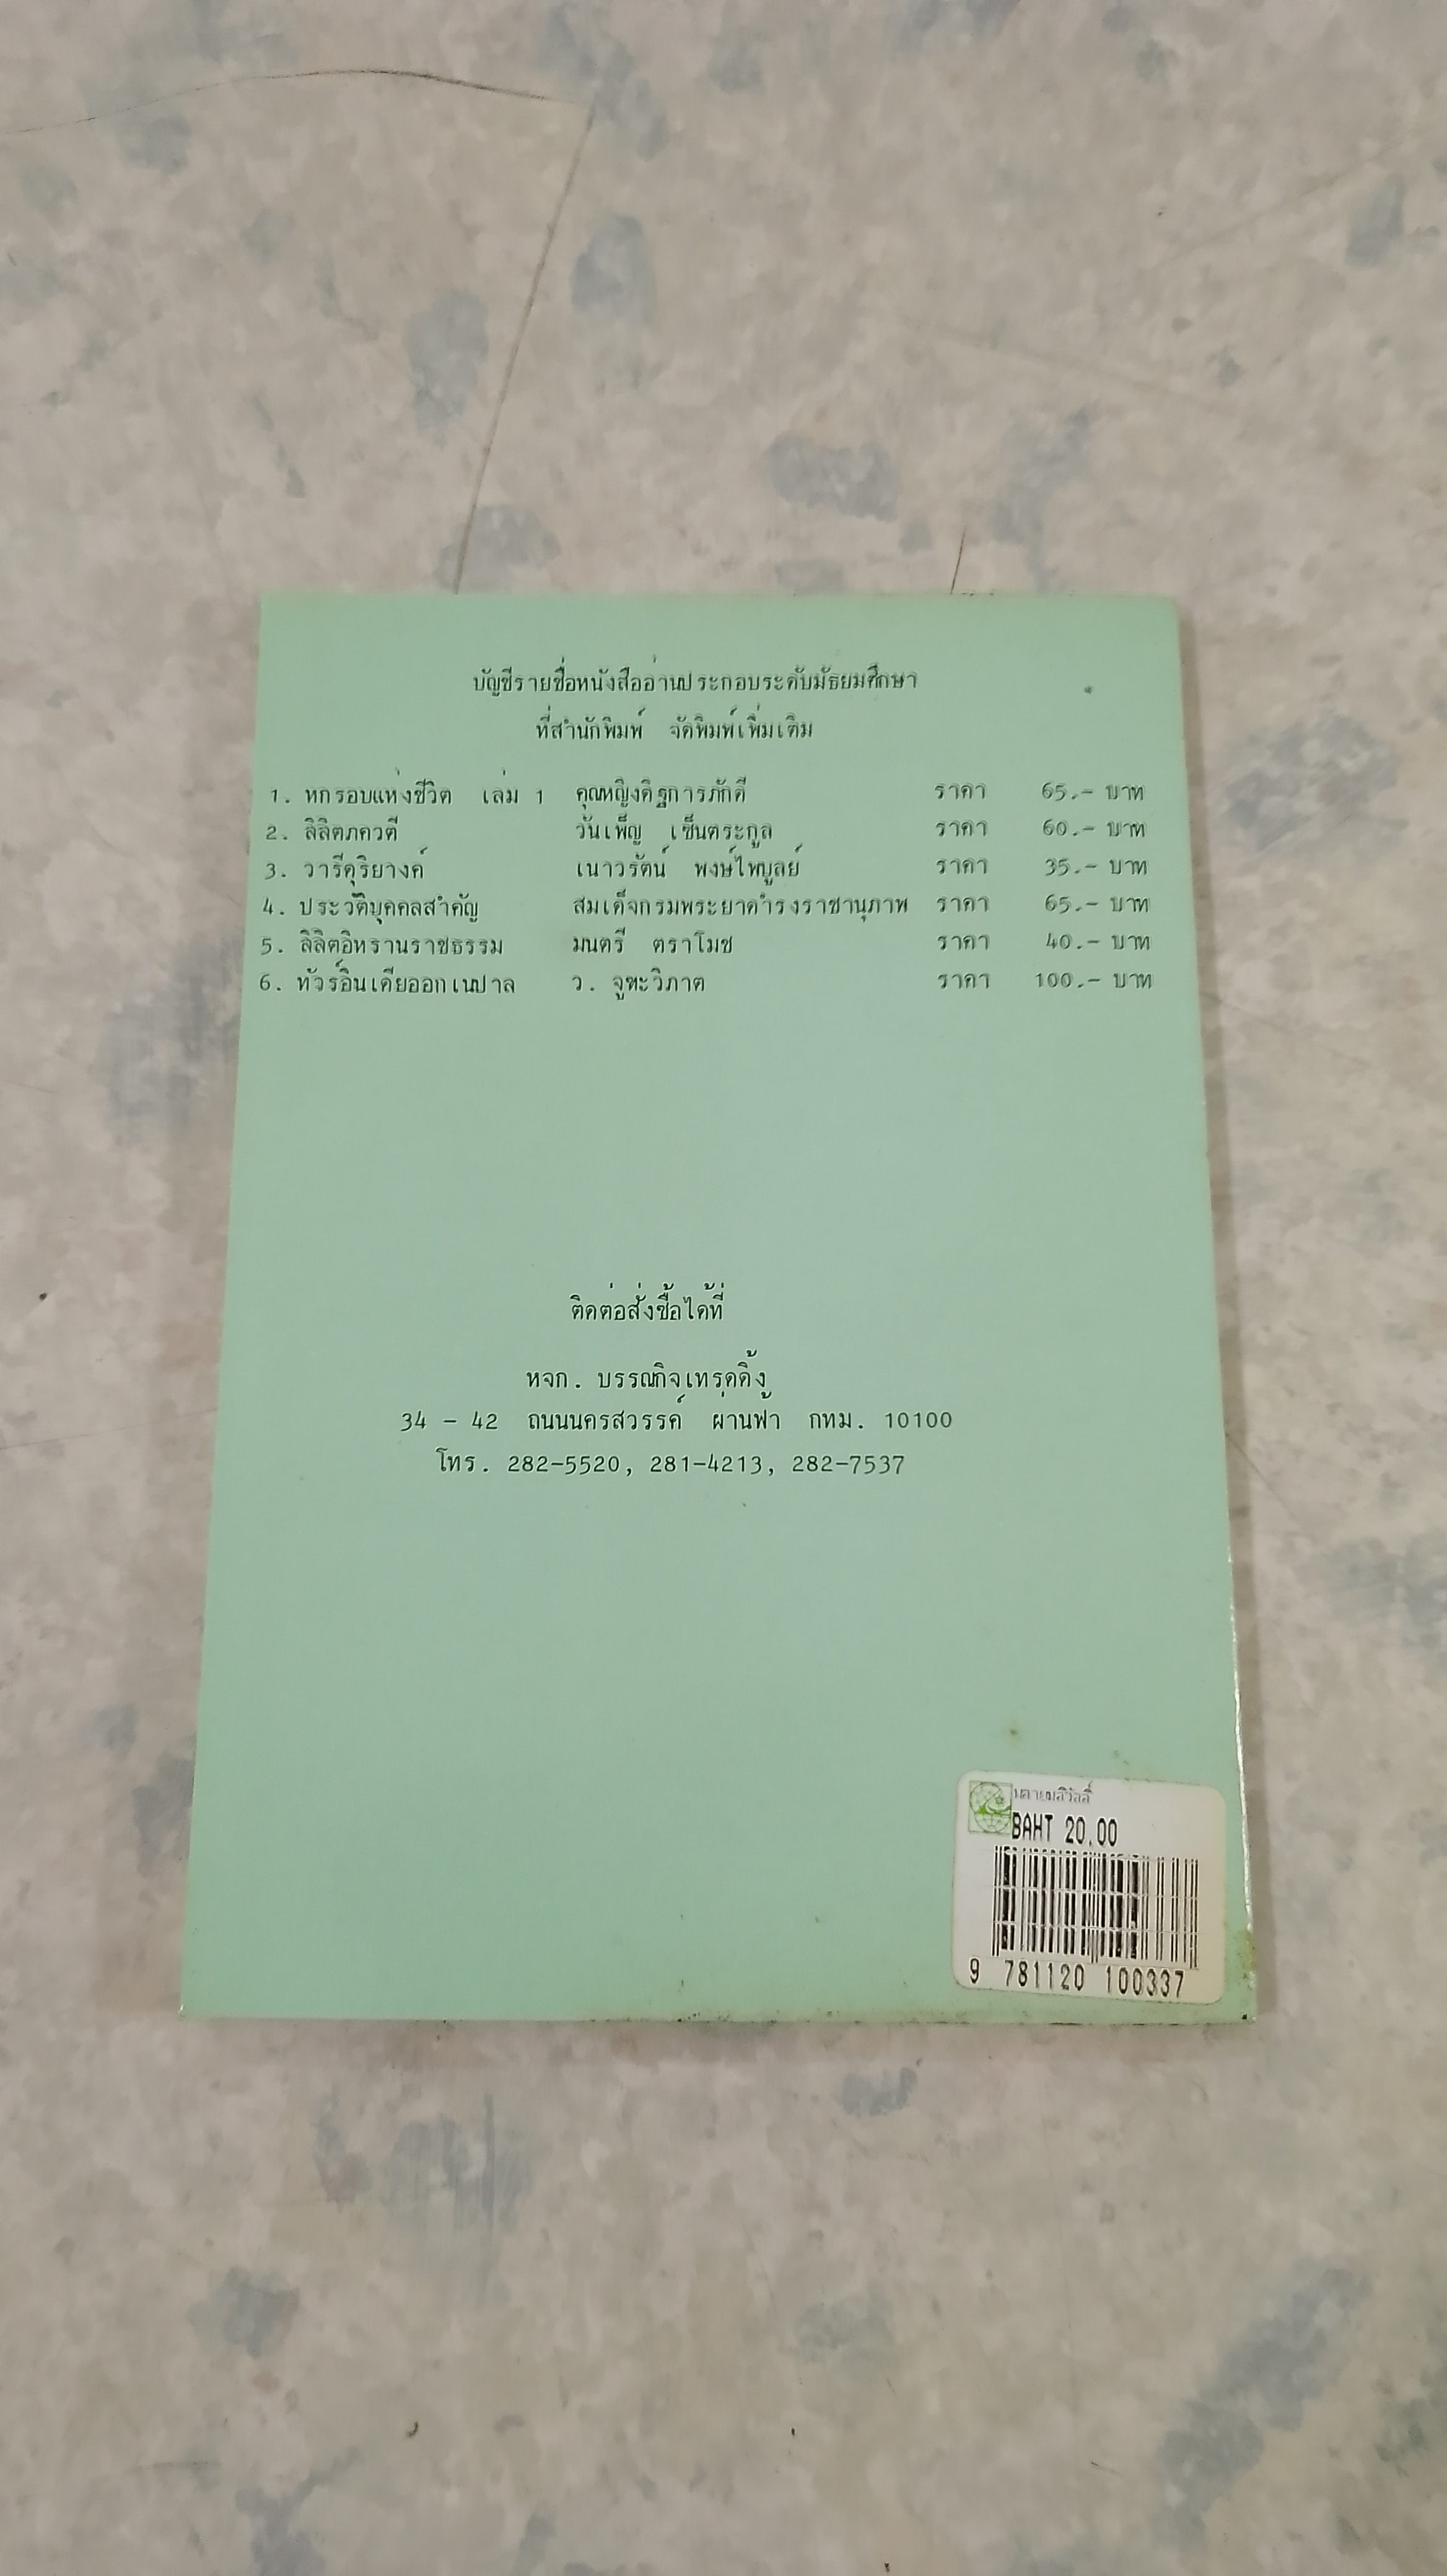 บัญชีรายชื่อหนังสืออ่านประกอบระดับมัธยมศึกษา
ที่สำนักพิมพ์ จัดพิมพ์เพิ่มเติม
1. หกรอบแห่งชีวิต เล่ม 1 คุณหญิงดิฐการภักดี ราคา 65.- บาท
2. ลิลิตภควตี วันเพ็ญ เซ็นตระกูล ราคา 60.- บาท
3. วารีดุริยางค์ เนาวรัตน์ พงษ์ไพบูลย์ ราคา 35.- บาท
4. ประวัติบุคคลสำคัญ สมเด็จกรมพระยาดำรงราชานุภาพ ราคา 65.- บาท
5. ลิลิตอิหรานราชธรรม มนตรี ตราโมช ราคา 40.- บาท
6. ทัวร์อินเดียออกเนปาล ว. จูฑะวิภาต ราคา 100.- บาท
ติดต่อสั่งซื้อได้ที่
หจก. บรรณกิจเทรดดิ้ง
34 - 42 ถนนนครสวรรค์ ผ่านฟ้า กทม. 10100
โทร. 282-5520, 281-4213, 282-7537
BAHT 20.00
9 781120 100337